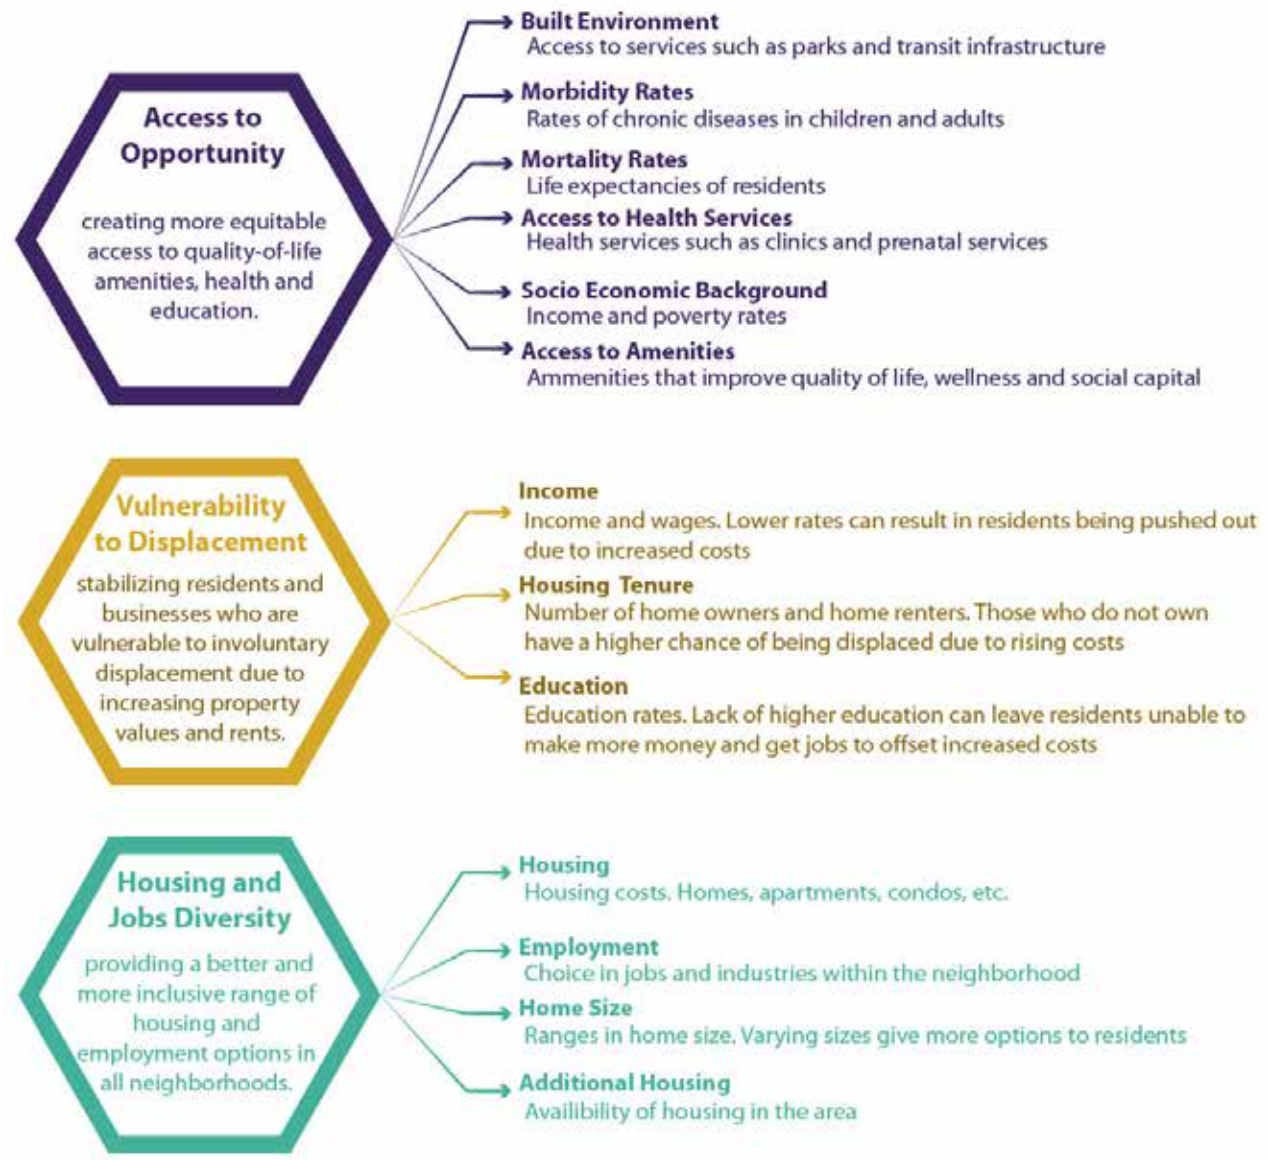 Access to
Opportunity
creating more equitable
access to quality-of-life
amenities, health and
education.
Built Environment
Access to services such as parks and transit infrastructure
Morbidity Rates
Rates of chronic diseases in children and adults
Mortality Rates
Life expectancies of residents
Access to Health Services
Health services such as clinics and prenatal services
Socio Economic Background
Income and poverty rates
Access to Amenities
Ammenities that improve quality of life, wellness and social capital
Vulnerability
to Displacement
stabilizing residents and
businesses who are
vulnerable to involuntary
displacement due to
increasing property
values and rents.
Income
Income and wages. Lower rates can result in residents being pushed out
due to increased costs
Housing Tenure
Number of home owners and home renters. Those who do not own
have a higher chance of being displaced due to rising costs
Education
Education rates. Lack of higher education can leave residents unable to
make more money and get jobs to offset increased costs
Housing and
Jobs Diversity
providing a better and
more inclusive range of
housing and
employment options in
all neighborhoods.
Housing
Housing costs. Homes, apartments, condos, etc.
Employment
Choice in jobs and industries within the neighborhood
Home Size
Ranges in home size. Varying sizes give more options to residents
Additional Housing
Availibility of housing in the area